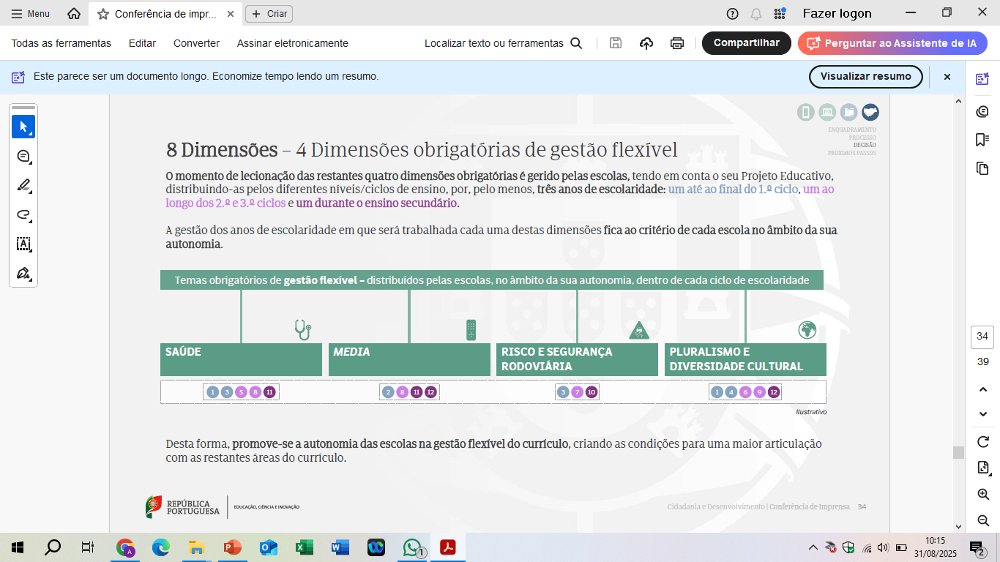 Menu
Conferência de impr...
Criar
Fazer logon
Todas as ferramentas
Editar
Converter
Assinar eletronicamente
Localizar texto ou ferramentas
Compartilhar
Perguntar ao Assistente de IA
Este parece ser um documento longo. Economize tempo lendo um resumo.
Visualizar resumo
ENQUADRAMENTO
PROCESSO
DECISÃO
PRÓXIMOS PASSOS
8 Dimensões – 4 Dimensões obrigatórias de gestão flexível
O momento de lecionação das restantes quatro dimensões obrigatórias é gerido pelas escolas, tendo em conta o seu Projeto Educativo,
distribuindo-as pelos diferentes níveis/ciclos de ensino, por, pelo menos, três anos de escolaridade: um até ao final do 1.º ciclo, um ao
longo dos 2.º e 3.º ciclos e um durante o ensino secundário.
A gestão dos anos de escolaridade em que será trabalhada cada uma destas dimensões fica ao critério de cada escola no âmbito da sua
autonomia.
Temas obrigatórios de gestão flexível – distribuídos pelas escolas, no âmbito da sua autonomia, dentro de cada ciclo de escolaridade
SAÚDE
MEDIA
RISCO E SEGURANÇA
RODOVIÁRIA
PLURALISMO E
DIVERSIDADE CULTURAL
1 3 5 8 11
2 8 11 12
3 7 10
1 4 6 9 12
Ilustrativo
Desta forma, promove-se a autonomia das escolas na gestão flexível do currículo, criando as condições para uma maior articulação
com as restantes áreas do currículo.
REPÚBLICA
PORTUGUESA
EDUCAÇÃO, CIÊNCIA E INOVAÇÃO
Cidadania e Desenvolvimento | Conferência de Imprensa 34
34
39
10:15
31/08/2025
1
2